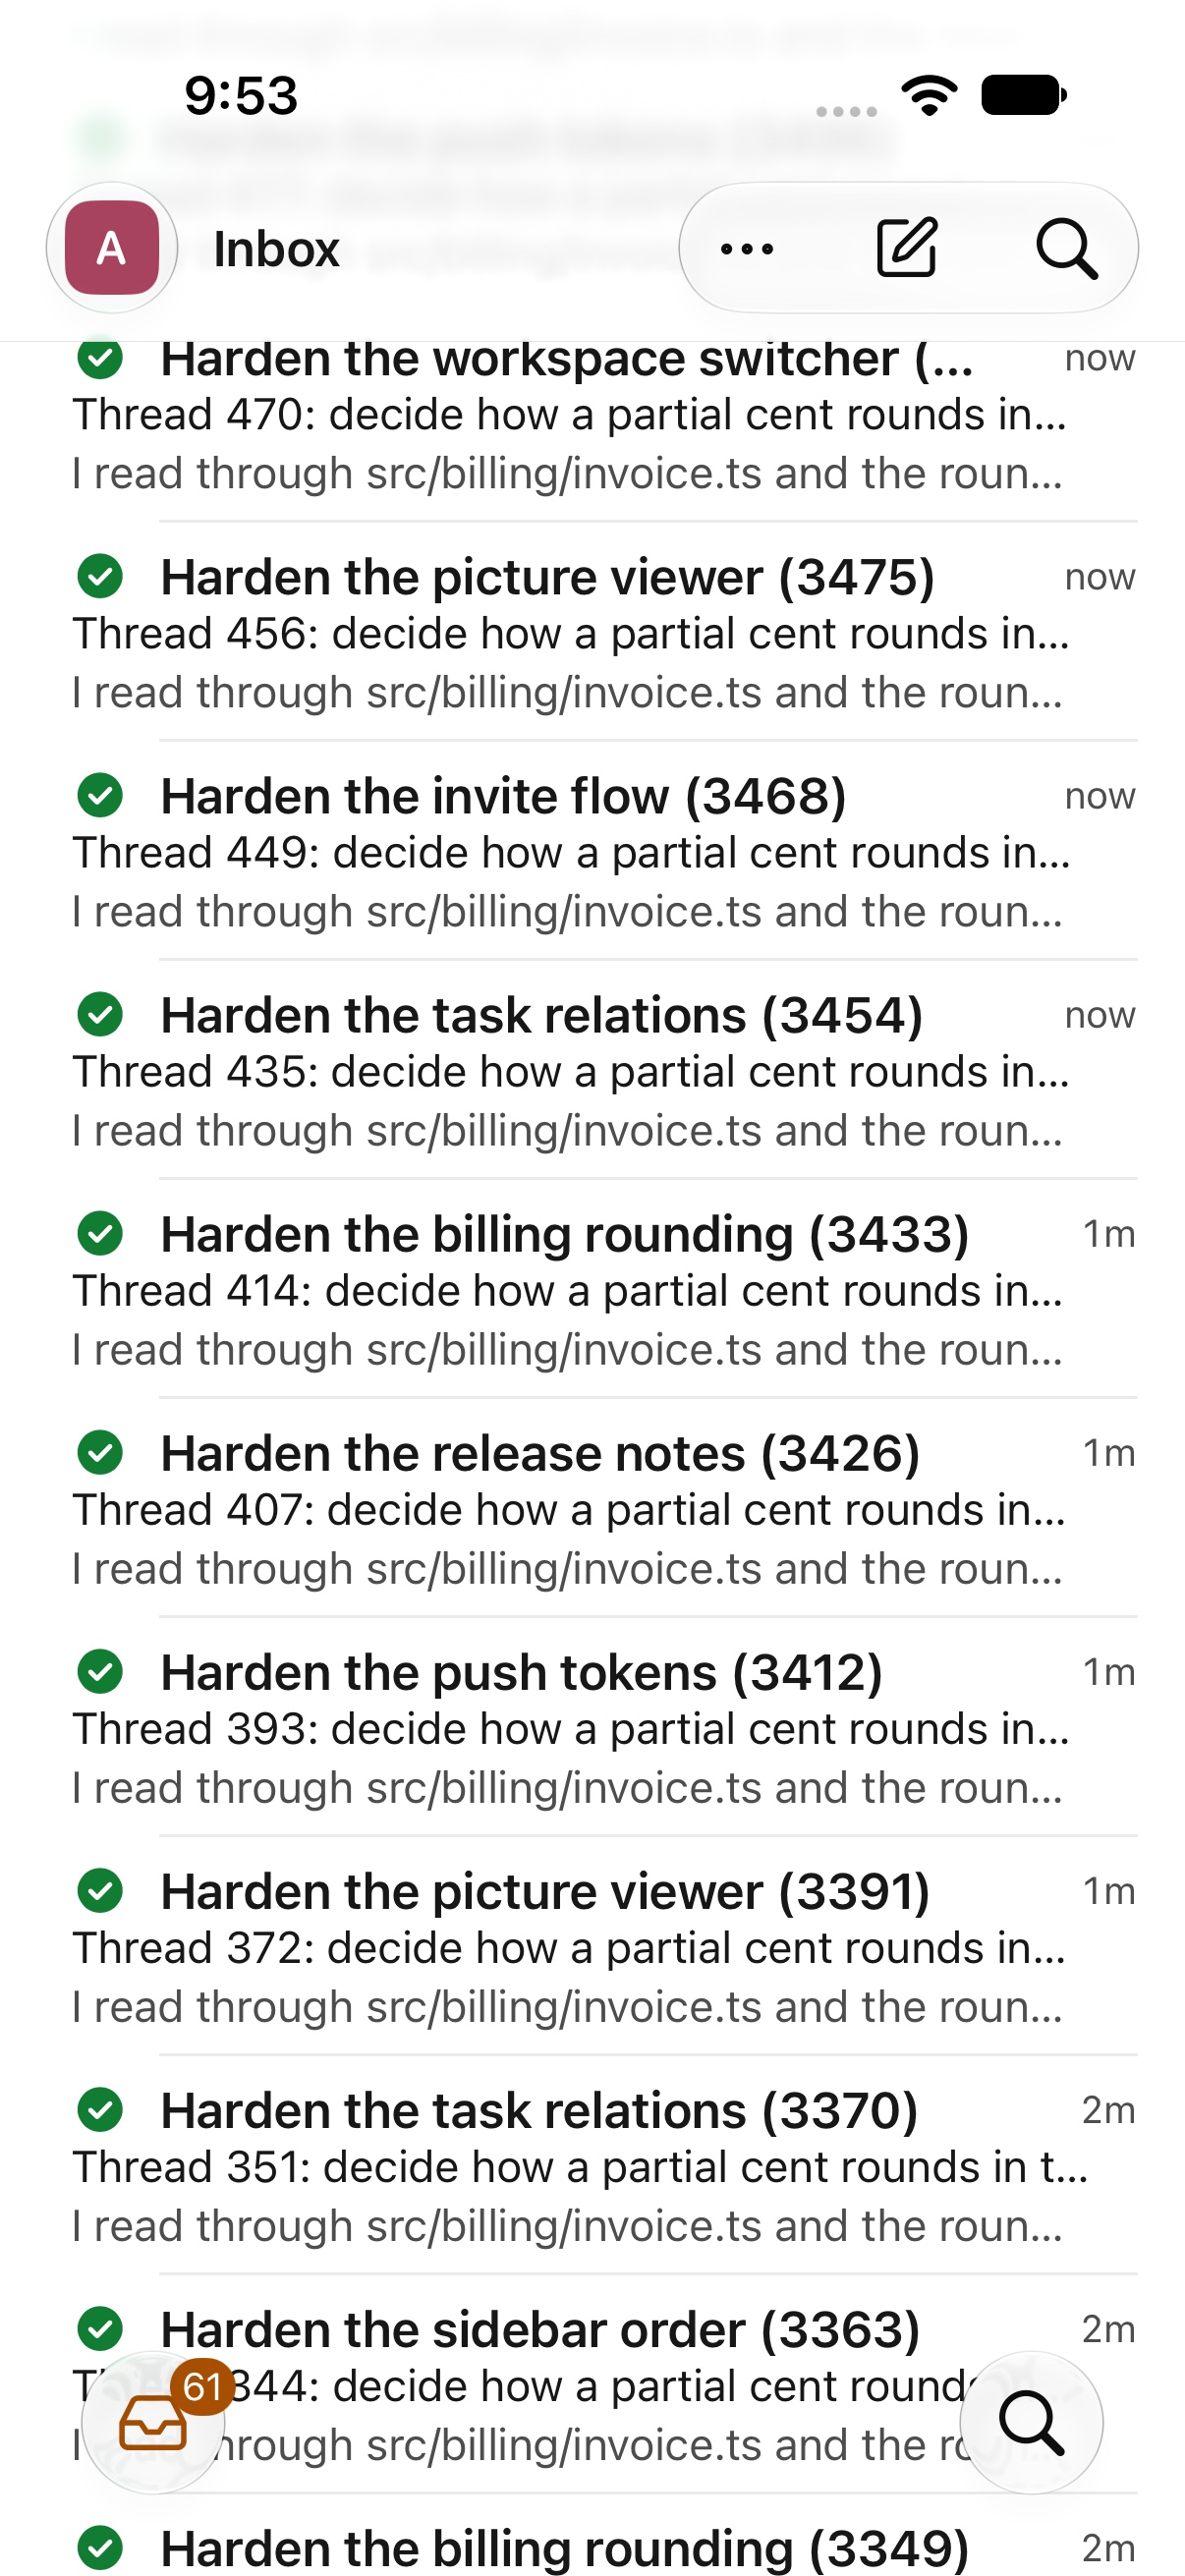 9:53
A
Inbox
Harden the workspace switcher (... now
Thread 470: decide how a partial cent rounds in...
I read through src/billing/invoice.ts and the roun...
Harden the picture viewer (3475) now
Thread 456: decide how a partial cent rounds in...
I read through src/billing/invoice.ts and the roun...
Harden the invite flow (3468) now
Thread 449: decide how a partial cent rounds in...
I read through src/billing/invoice.ts and the roun...
Harden the task relations (3454) now
Thread 435: decide how a partial cent rounds in...
I read through src/billing/invoice.ts and the roun...
Harden the billing rounding (3433) 1m
Thread 414: decide how a partial cent rounds in...
I read through src/billing/invoice.ts and the roun...
Harden the release notes (3426) 1m
Thread 407: decide how a partial cent rounds in...
I read through src/billing/invoice.ts and the roun...
Harden the push tokens (3412) 1m
Thread 393: decide how a partial cent rounds in...
I read through src/billing/invoice.ts and the roun...
Harden the picture viewer (3391) 1m
Thread 372: decide how a partial cent rounds in...
I read through src/billing/invoice.ts and the roun...
Harden the task relations (3370) 2m
Thread 351: decide how a partial cent rounds in t...
I read through src/billing/invoice.ts and the roun...
Harden the sidebar order (3363) 2m
61
344: decide how a partial cent
I through src/billing/invoice.ts and the
Harden the billing rounding (3349) 2m